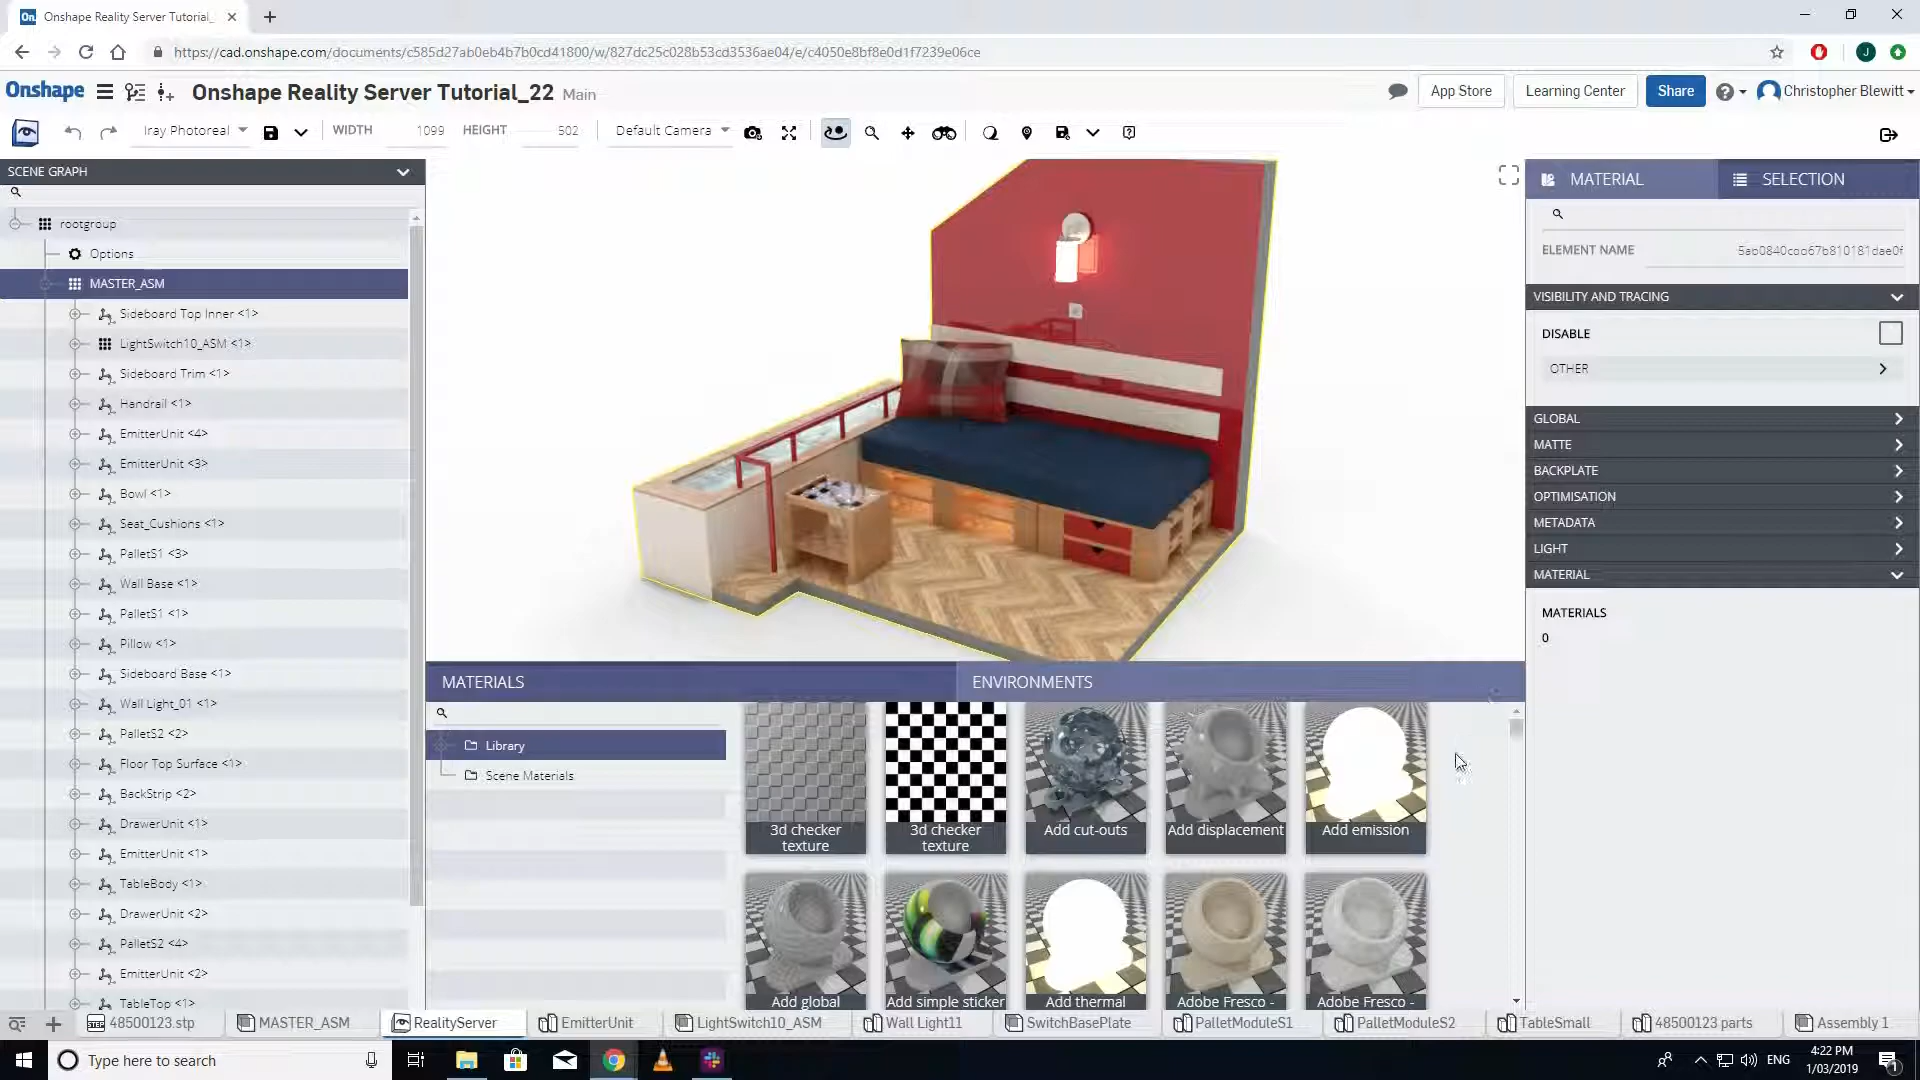 Onshape Reality Server Tutorial_
https://cad.onshape.com/documents/c585d27ab0eb4b7b0cd41800/w/827dc25c028b53cd3536ae04/e/c4050e8bf8e0d1f7239e06ce
J
Onshape
Onshape Reality Server Tutorial_22 Main
App Store
Learning Center
Share
Christopher Blewitt
Iray Photoreal
WIDTH 1099
HEIGHT 502
Default Camera
SCENE GRAPH
rootgroup
Options
MASTER_ASM
Sideboard Top Inner <1>
LightSwitch10_ASM <1>
Sideboard Trim <1>
Handrail <1>
EmitterUnit <4>
EmitterUnit <3>
Bowl <1>
Seat_Cushions <1>
PalletS1 <3>
Wall Base <1>
PalletS1 <1>
Pillow <1>
Sideboard Base <1>
Wall Light_01 <1>
PalletS2 <2>
Floor Top Surface <1>
BackStrip <2>
DrawerUnit <1>
EmitterUnit <1>
TableBody <1>
DrawerUnit <2>
PalletS2 <4>
EmitterUnit <2>
TableTop <1>
MATERIAL
SELECTION
ELEMENT NAME
VISIBILITY AND TRACING
DISABLE
OTHER
GLOBAL
MATTE
BACKPLATE
OPTIMISATION
METADATA
LIGHT
MATERIAL
MATERIALS
0
MATERIALS
ENVIRONMENTS
Library
Scene Materials
3d checker
texture
3d checker
texture
Add cut-outs
Add displacement
Add emission
Add global
Add simple sticker
Add thermal
Adobe Fresco -
Adobe Fresco -
48500123.stp
MASTER_ASM
RealityServer
EmitterUnit
LightSwitch10_ASM
Wall Light11
SwitchBasePlate
PalletModuleS1
PalletModuleS2
TableSmall
48500123 parts
Assembly 1
Type here to search
ENG
4:22 PM
1/03/2019